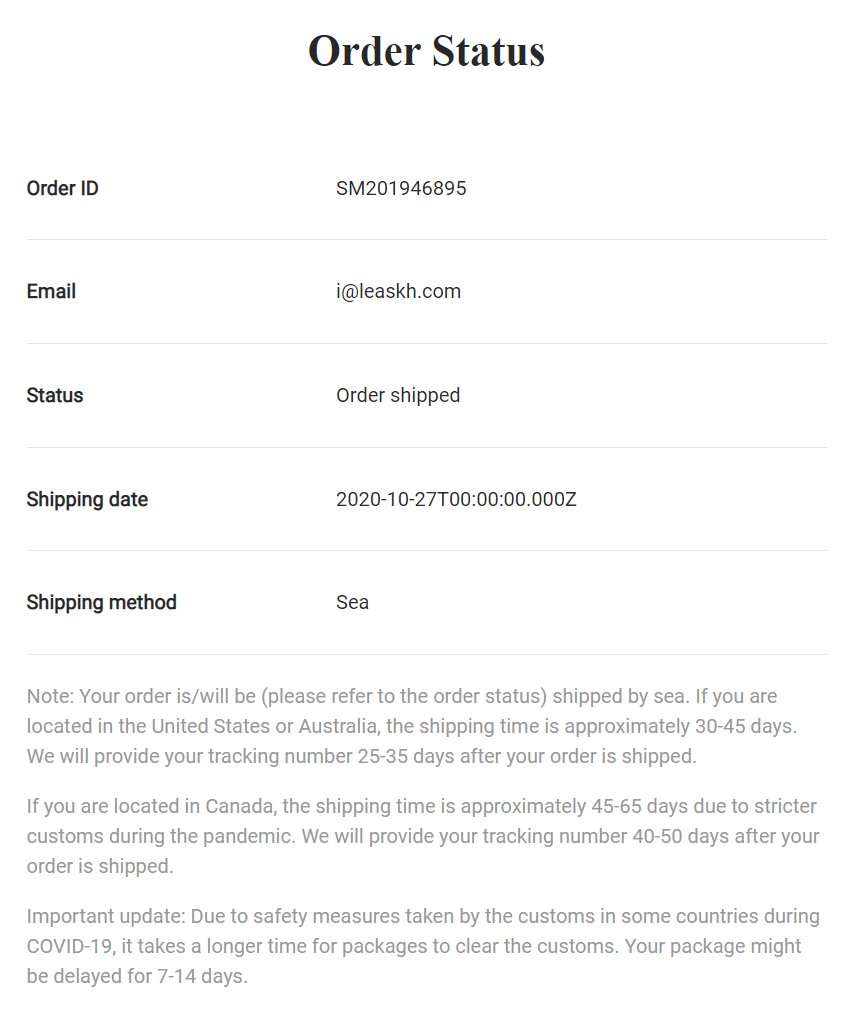 Order Status
Order ID SM201946895
Email i@leaskh.com
Status Order shipped
Shipping date 2020-10-27T00:00:00.000Z
Shipping method Sea
Note: Your order is/will be (please refer to the order status) shipped by sea. If you are
located in the United States or Australia, the shipping time is approximately 30-45 days.
We will provide your tracking number 25-35 days after your order is shipped.
If you are located in Canada, the shipping time is approximately 45-65 days due to stricter
customs during the pandemic. We will provide your tracking number 40-50 days after your
order is shipped.
Important update: Due to safety measures taken by the customs in some countries during
COVID-19, it takes a longer time for packages to clear the customs. Your package might
be delayed for 7-14 days.